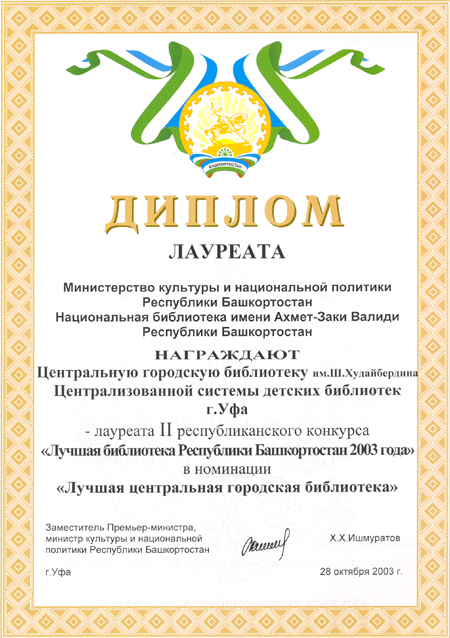 БАШКОРТОСТАН
ДИПЛОМ
ЛАУРЕАТА
Министерство культуры и национальной политики
Республики Башкортостан
Национальная библиотека имени Ахмет-Заки Валиди
Республики Башкортостан
НАГРАЖДАЮТ
Центральную городскую библиотеку им.Ш.Худайбердина
Централизованной системы детских библиотек
г.Уфа
- лауреата II республиканского конкурса
«Лучшая библиотека Республики Башкортостан 2003 года»
в номинации
«Лучшая центральная городская библиотека»
Заместитель Премьер-министра,
министр культуры и национальной
политики Республики Башкортостан
Х.Х.Ишмуратов
г.Уфа
28 октября 2003 г.